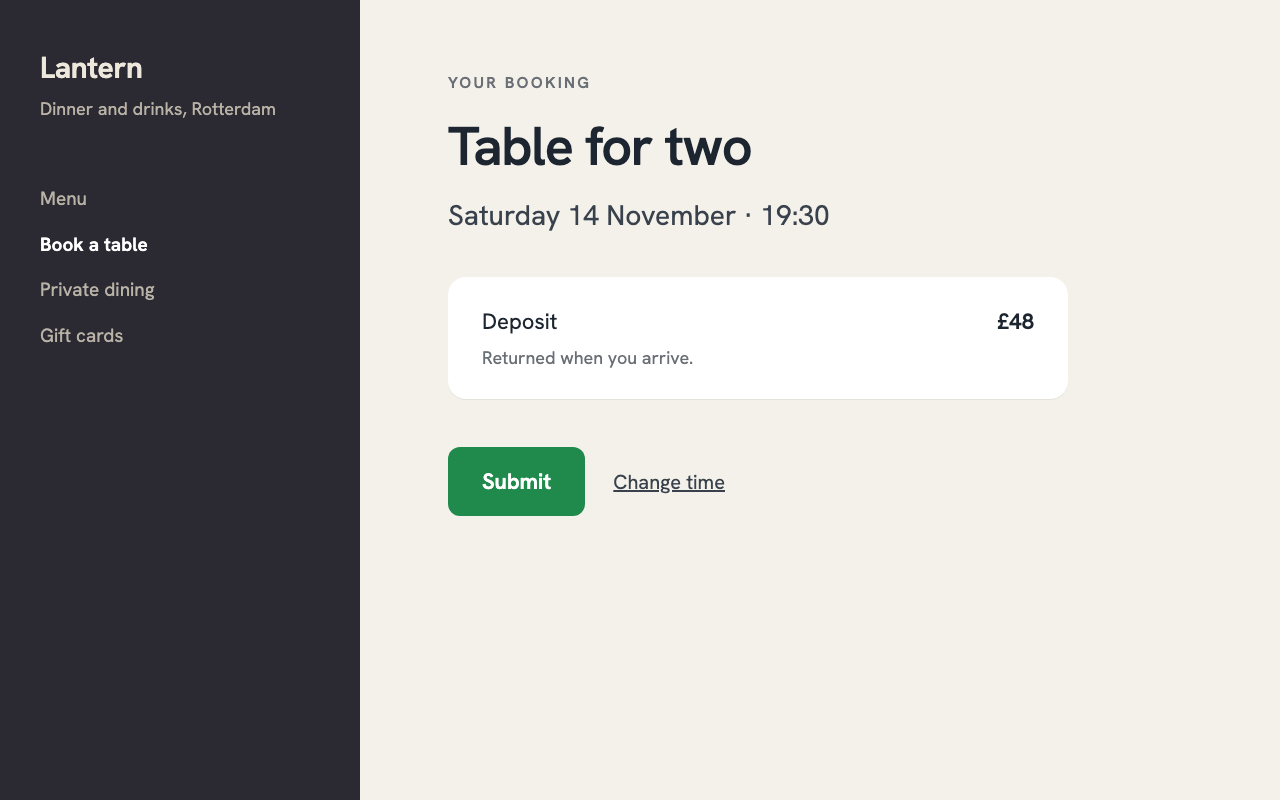 Lantern
Dinner and drinks, Rotterdam
Menu
Book a table
Private dining
Gift cards
YOUR BOOKING
Table for two
Saturday 14 November · 19:30
Deposit £48
Returned when you arrive.
Submit Change time